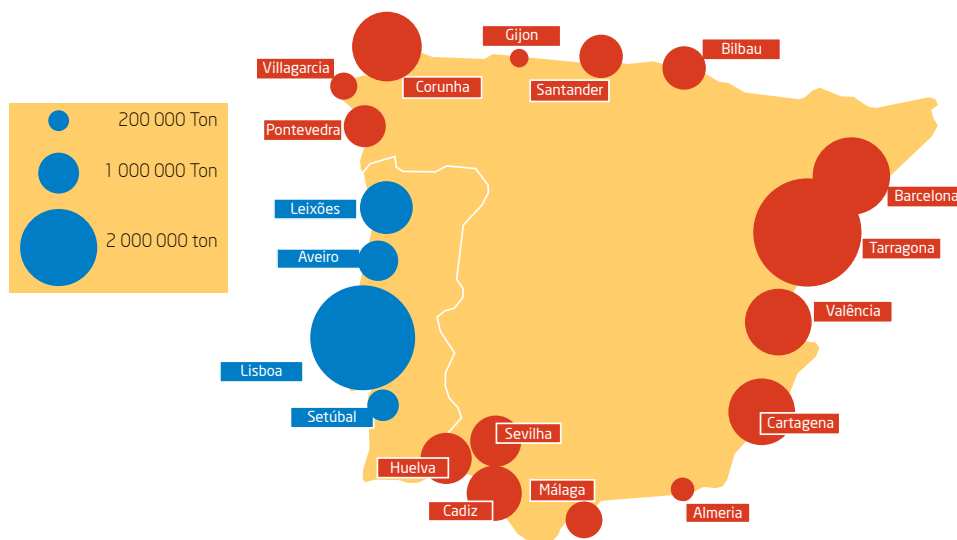 Gijon
Bilbau
Villagarcia
Corunha
Santander
200 000 Ton
Pontevedra
1 000 000 Ton
Barcelona
Leixões
2 000 000 ton
Tarragona
Aveiro
Valência
Lisboa
Setúbal
Cartagena
Sevilha
Huelva
Málaga
Cadiz
Almeria